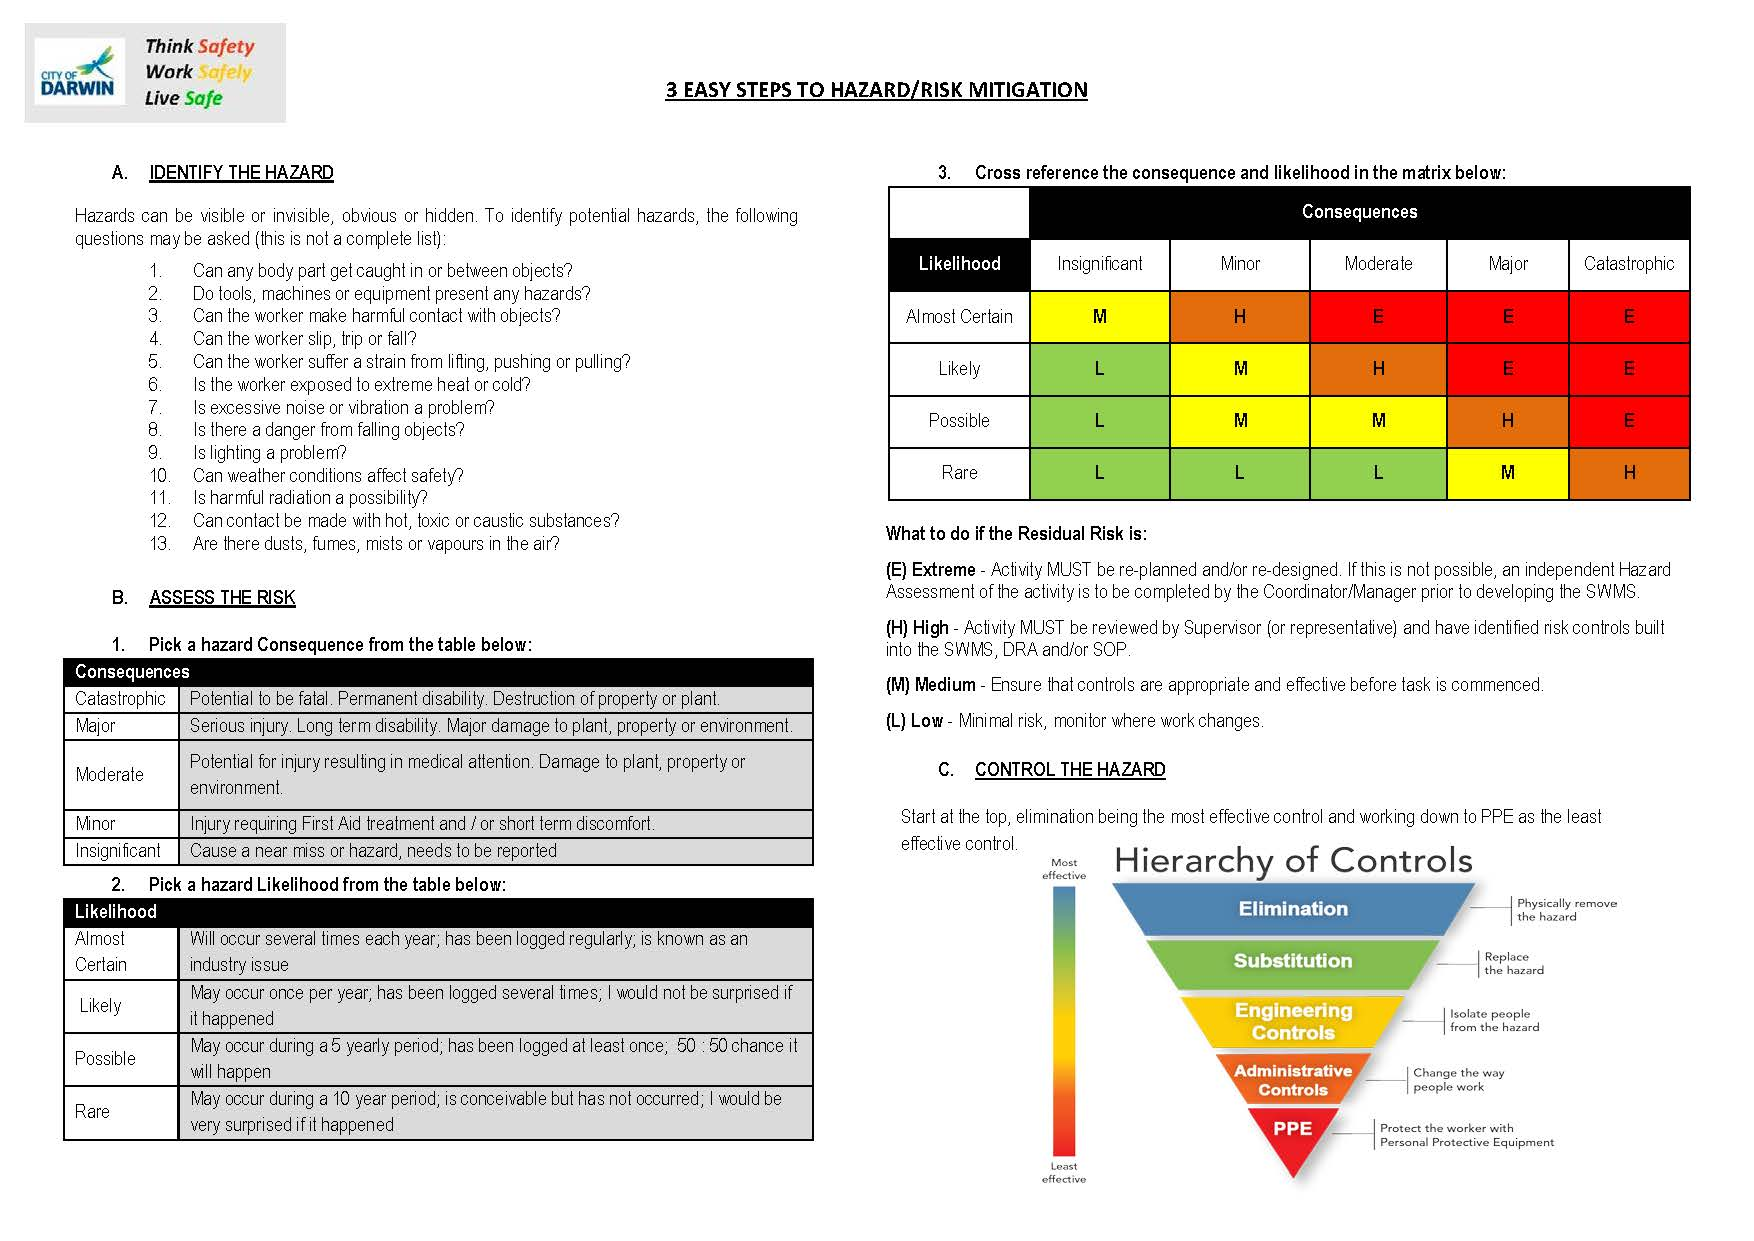 CITY OF
DARWIN
Think Safety
Work Safely
Live Safe
3 EASY STEPS TO HAZARD/RISK MITIGATION
A. IDENTIFY THE HAZARD
Hazards can be visible or invisible, obvious or hidden. To identify potential hazards, the following
questions may be asked (this is not a complete list):
1. Can any body part get caught in or between objects?
2. Do tools, machines or equipment present any hazards?
3. Can the worker make harmful contact with objects?
4. Can the worker slip, trip or fall?
5. Can the worker suffer a strain from lifting, pushing or pulling?
6. Is the worker exposed to extreme heat or cold?
7. Is excessive noise or vibration a problem?
8. Is there a danger from falling objects?
9. Is lighting a problem?
10. Can weather conditions affect safety?
11. Is harmful radiation a possibility?
12. Can contact be made with hot, toxic or caustic substances?
13. Are there dusts, fumes, mists or vapours in the air?
B. ASSESS THE RISK
1. Pick a hazard Consequence from the table below:
Consequences
Catastrophic Potential to be fatal. Permanent disability. Destruction of property or plant.
Major Serious injury. Long term disability. Major damage to plant, property or environment.
Moderate Potential for injury resulting in medical attention. Damage to plant, property or
environment.
Minor Injury requiring First Aid treatment and / or short term discomfort.
Insignificant Cause a near miss or hazard, needs to be reported
2. Pick a hazard Likelihood from the table below:
Likelihood
Almost Will occur several times each year; has been logged regularly; is known as an
Certain industry issue
Likely May occur once per year; has been logged several times; I would not be surprised if
it happened
Possible May occur during a 5 yearly period; has been logged at least once; 50 : 50 chance it
will happen
Rare May occur during a 10 year period; is conceivable but has not occurred; I would be
very surprised if it happened
3. Cross reference the consequence and likelihood in the matrix below:
Consequences
Likelihood Insignificant Minor Moderate Major Catastrophic
Almost Certain M H E E E
Likely L M H E E
Possible L M M H E
Rare L L L M H
What to do if the Residual Risk is:
(E) Extreme - Activity MUST be re-planned and/or re-designed. If this is not possible, an independent Hazard
Assessment of the activity is to be completed by the Coordinator/Manager prior to developing the SWMS.
(H) High - Activity MUST be reviewed by Supervisor (or representative) and have identified risk controls built
into the SWMS, DRA and/or SOP.
(M) Medium - Ensure that controls are appropriate and effective before task is commenced.
(L) Low - Minimal risk, monitor where work changes.
C. CONTROL THE HAZARD
Start at the top, elimination being the most effective control and working down to PPE as the least
effective control.
Hierarchy of Controls
Most
effective
Elimination
Physically remove
the hazard
Substitution
Replace
the hazard
Engineering
Controls
Isolate people
from the hazard
Administrative
Controls
Change the way
people work
PPE
Protect the worker with
Personal Protective Equipment
Least
effective